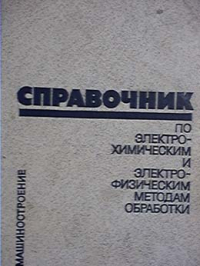 СПРАВОЧНИК
ПО
ЭЛЕКТРО-
ХИМИЧЕСКИМ
И
ЭЛЕКТРО-
ФИЗИЧЕСКИМ
МЕТОДАМ
ОБРАБОТКИ
МАШИНОСТРОЕНИЕ